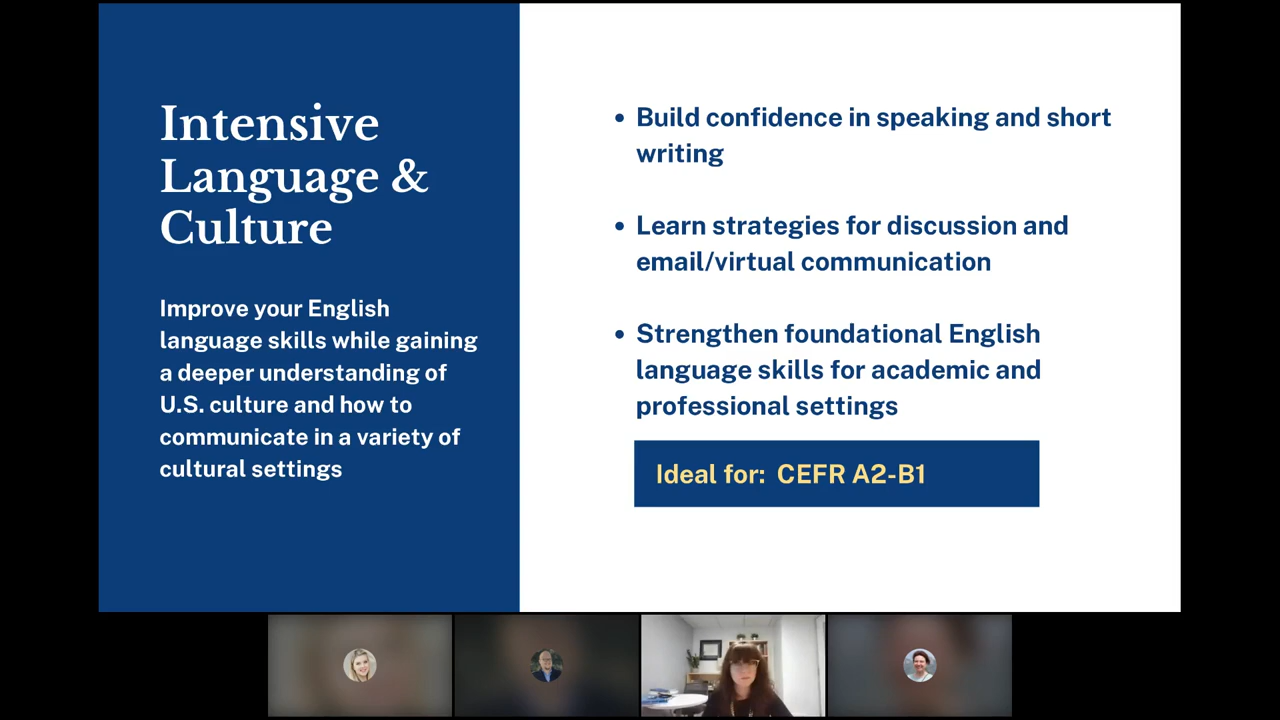 Intensive
Language &
Culture
Improve your English
language skills while gaining
a deeper understanding of
U.S. culture and how to
communicate in a variety of
cultural settings
• Build confidence in speaking and short
writing
• Learn strategies for discussion and
email/virtual communication
• Strengthen foundational English
language skills for academic and
professional settings
Ideal for: CEFR A2-B1